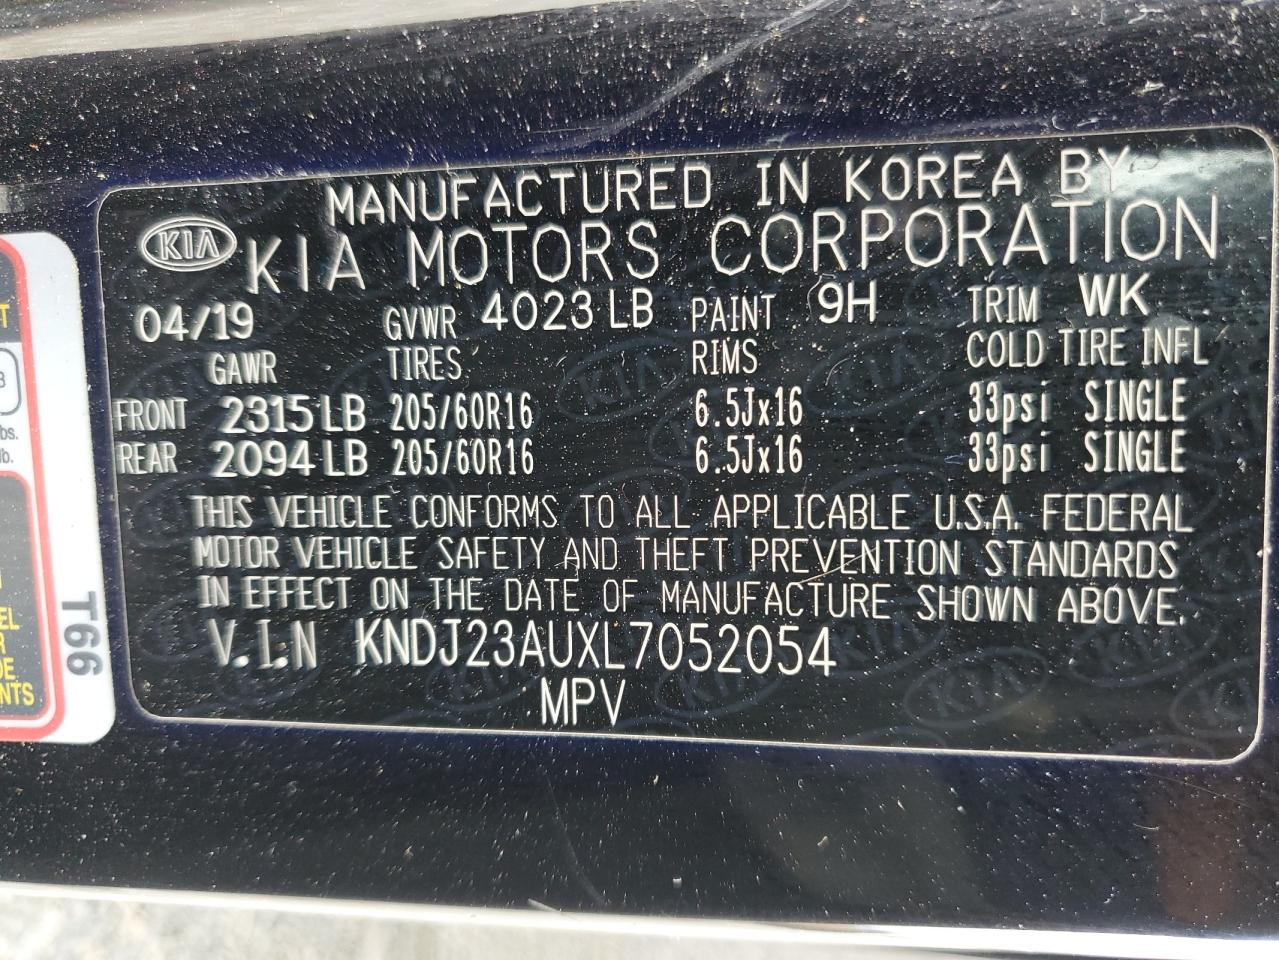 MANUFACTURED IN KOREA BY
KIA KIA MOTORS CORPORATION
04/19 GVWR 4023 LB PAINT 9H TRIM WK
GAWR TIRES RIMS COLD TIRE INFL
FRONT 2315 LB 205/60R16 6.5Jx16 33psi SINGLE
REAR 2094 LB 205/60R16 6.5Jx16 33psi SINGLE
THIS VEHICLE CONFORMS TO ALL APPLICABLE U.S.A. FEDERAL
MOTOR VEHICLE SAFETY AND THEFT PREVENTION STANDARDS
IN EFFECT ON THE DATE OF MANUFACTURE SHOWN ABOVE.
V.I.N KNDJ23AUXL7052054
MPV
T66